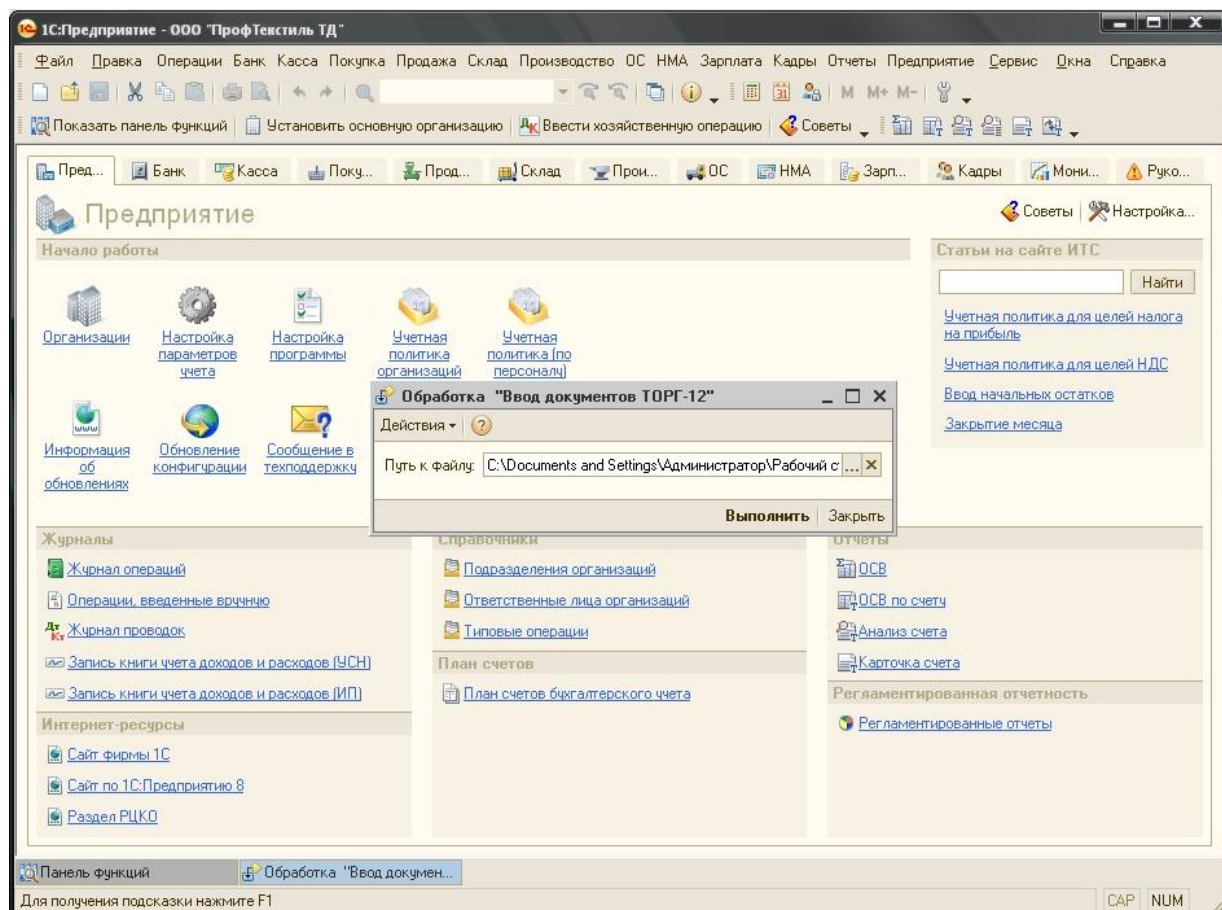 1С:Предприятие - ООО "ПрофТекстиль ТД"
Файл Правка Операции Банк Касса Покупка Продажа Склад Производство ОС НМА Зарплата Кадры Отчеты Предприятие Сервис Окна Справка
M M+ M-
Показать панель функций Установить основную организацию Ввести хозяйственную операцию Советы
Пред... Банк Касса Поку... Прод... Склад Прои... ОС НМА Зарп... Кадры Мони... Руко...
Предприятие
Советы Настройка...
Начало работы
Статьи на сайте ИТС
Найти
Организации
Настройка параметров учета
Настройка программы
Учетная политика организаций
Учетная политика (по персоналу)
Учетная политика для целей налога на прибыль
Учетная политика для целей НДС
Ввод начальных остатков
Закрытие месяца
Информация об обновлениях
Обновление конфигурации
Сообщение в техподдержку
Обработка "Ввод документов ТОРГ-12"
Действия
Путь к файлу: C:\Documents and Settings\Администратор\Рабочий с ...
Выполнить Закрыть
Журналы
Журнал операций
Операции, введенные вручную
Журнал проводок
Запись книги учета доходов и расходов (УСН)
Запись книги учета доходов и расходов (ИП)
Интернет-ресурсы
Сайт фирмы 1С
Сайт по 1С:Предприятию 8
Раздел РЦКО
Справочники
Подразделения организаций
Ответственные лица организаций
Типовые операции
План счетов
План счетов бухгалтерского учета
Отчеты
ОСВ
ОСВ по счету
Анализ счета
Карточка счета
Регламентированная отчетность
Регламентированные отчеты
Панель функций Обработка "Ввод докумен...
Для получения подсказки нажмите F1
CAP NUM